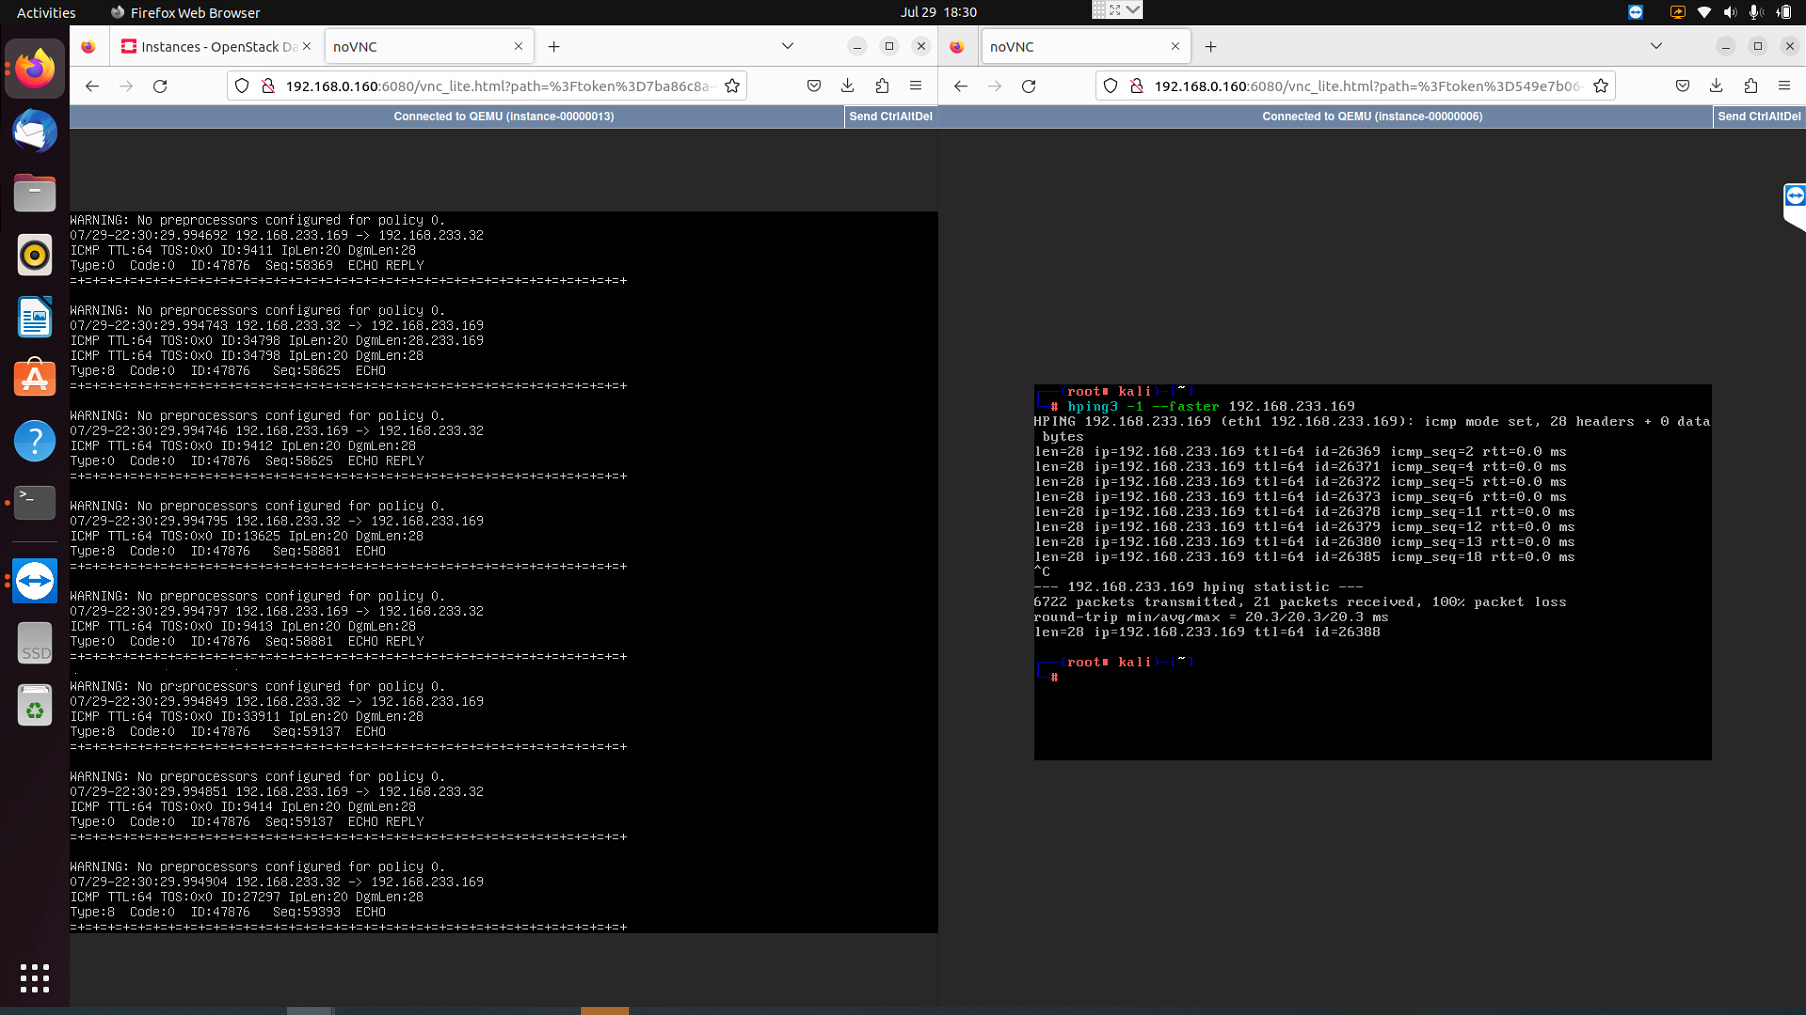 Activities
Firefox Web Browser
Jul 29 18:30
Instances - OpenStack Da
noVNC
192.168.0.160:6080/vnc_lite.html?path=%3Ftoken%3D7ba86c8a-
Connected to QEMU (instance-00000013)
Send CtrlAltDel
WARNING: No preprocessors configured for policy 0.
07/29-22:30:29.994692 192.168.233.169 -> 192.168.233.32
ICMP TTL:64 TOS:0x0 ID:9411 IpLen:20 DgmLen:28
Type:0  Code:0  ID:47876  Seq:58369  ECHO REPLY
=+=+=+=+=+=+=+=+=+=+=+=+=+=+=+=+=+=+=+=+=+=+=+=+=+=+=+=+=+=+=+=+=+=+=+=+=+
WARNING: No preprocessors configured for policy 0.
07/29-22:30:29.994743 192.168.233.32 -> 192.168.233.169
ICMP TTL:64 TOS:0x0 ID:34798 IpLen:20 DgmLen:28.233.169
ICMP TTL:64 TOS:0x0 ID:34798 IpLen:20 DgmLen:28
Type:8  Code:0  ID:47876   Seq:58625  ECHO
=+=+=+=+=+=+=+=+=+=+=+=+=+=+=+=+=+=+=+=+=+=+=+=+=+=+=+=+=+=+=+=+=+=+=+=+=+
WARNING: No preprocessors configured for policy 0.
07/29-22:30:29.994746 192.168.233.169 -> 192.168.233.32
ICMP TTL:64 TOS:0x0 ID:9412 IpLen:20 DgmLen:28
Type:0  Code:0  ID:47876  Seq:58625  ECHO REPLY
=+=+=+=+=+=+=+=+=+=+=+=+=+=+=+=+=+=+=+=+=+=+=+=+=+=+=+=+=+=+=+=+=+=+=+=+=+
WARNING: No preprocessors configured for policy 0.
07/29-22:30:29.994795 192.168.233.32 -> 192.168.233.169
ICMP TTL:64 TOS:0x0 ID:13625 IpLen:20 DgmLen:28
Type:8  Code:0  ID:47876   Seq:58881  ECHO
=+=+=+=+=+=+=+=+=+=+=+=+=+=+=+=+=+=+=+=+=+=+=+=+=+=+=+=+=+=+=+=+=+=+=+=+=+
WARNING: No preprocessors configured for policy 0.
07/29-22:30:29.994797 192.168.233.169 -> 192.168.233.32
ICMP TTL:64 TOS:0x0 ID:9413 IpLen:20 DgmLen:28
Type:0  Code:0  ID:47876  Seq:58881  ECHO REPLY
=+=+=+=+=+=+=+=+=+=+=+=+=+=+=+=+=+=+=+=+=+=+=+=+=+=+=+=+=+=+=+=+=+=+=+=+=+
WARNING: No preprocessors configured for policy 0.
07/29-22:30:29.994849 192.168.233.32 -> 192.168.233.169
ICMP TTL:64 TOS:0x0 ID:33911 IpLen:20 DgmLen:28
Type:8  Code:0  ID:47876   Seq:59137  ECHO
=+=+=+=+=+=+=+=+=+=+=+=+=+=+=+=+=+=+=+=+=+=+=+=+=+=+=+=+=+=+=+=+=+=+=+=+=+
WARNING: No preprocessors configured for policy 0.
07/29-22:30:29.994851 192.168.233.169 -> 192.168.233.32
ICMP TTL:64 TOS:0x0 ID:9414 IpLen:20 DgmLen:28
Type:0  Code:0  ID:47876  Seq:59137  ECHO REPLY
=+=+=+=+=+=+=+=+=+=+=+=+=+=+=+=+=+=+=+=+=+=+=+=+=+=+=+=+=+=+=+=+=+=+=+=+=+
WARNING: No preprocessors configured for policy 0.
07/29-22:30:29.994904 192.168.233.32 -> 192.168.233.169
ICMP TTL:64 TOS:0x0 ID:27297 IpLen:20 DgmLen:28
Type:8  Code:0  ID:47876   Seq:59393  ECHO
=+=+=+=+=+=+=+=+=+=+=+=+=+=+=+=+=+=+=+=+=+=+=+=+=+=+=+=+=+=+=+=+=+=+=+=+=+
SSD
noVNC
192.168.0.160:6080/vnc_lite.html?path=%3Ftoken%3D549e7b06-
Connected to QEMU (instance-00000006)
Send CtrlAltDel
(root kali)-[~]
# hping3 -1 --faster 192.168.233.169
HPING 192.168.233.169 (eth1 192.168.233.169): icmp mode set, 28 headers + 0 data
bytes
len=28 ip=192.168.233.169 ttl=64 id=26369 icmp_seq=2 rtt=0.0 ms
len=28 ip=192.168.233.169 ttl=64 id=26371 icmp_seq=4 rtt=0.0 ms
len=28 ip=192.168.233.169 ttl=64 id=26372 icmp_seq=5 rtt=0.0 ms
len=28 ip=192.168.233.169 ttl=64 id=26373 icmp_seq=6 rtt=0.0 ms
len=28 ip=192.168.233.169 ttl=64 id=26378 icmp_seq=11 rtt=0.0 ms
len=28 ip=192.168.233.169 ttl=64 id=26379 icmp_seq=12 rtt=0.0 ms
len=28 ip=192.168.233.169 ttl=64 id=26380 icmp_seq=13 rtt=0.0 ms
len=28 ip=192.168.233.169 ttl=64 id=26385 icmp_seq=18 rtt=0.0 ms
^C
--- 192.168.233.169 hping statistic ---
6722 packets transmitted, 21 packets received, 100% packet loss
round-trip min/avg/max = 20.3/20.3/20.3 ms
len=28 ip=192.168.233.169 ttl=64 id=26388
(root kali)-[~]
#